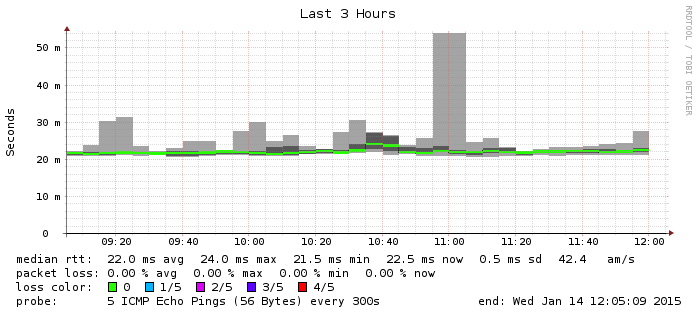 Last 3 Hours
RRDTOOL / TOBI OETIKER
Seconds
50 m
40 m
30 m
20 m
10 m
0
09:20 09:40 10:00 10:20 10:40 11:00 11:20 11:40 12:00
median rtt: 22.0 ms avg 24.0 ms max 21.5 ms min 22.5 ms now 0.5 ms sd 42.4 am/s
packet loss: 0.00 % avg 0.00 % max 0.00 % min 0.00 % now
loss color: 0 1/5 2/5 3/5 4/5
probe: 5 ICMP Echo Pings (56 Bytes) every 300s end: Wed Jan 14 12:05:09 2015